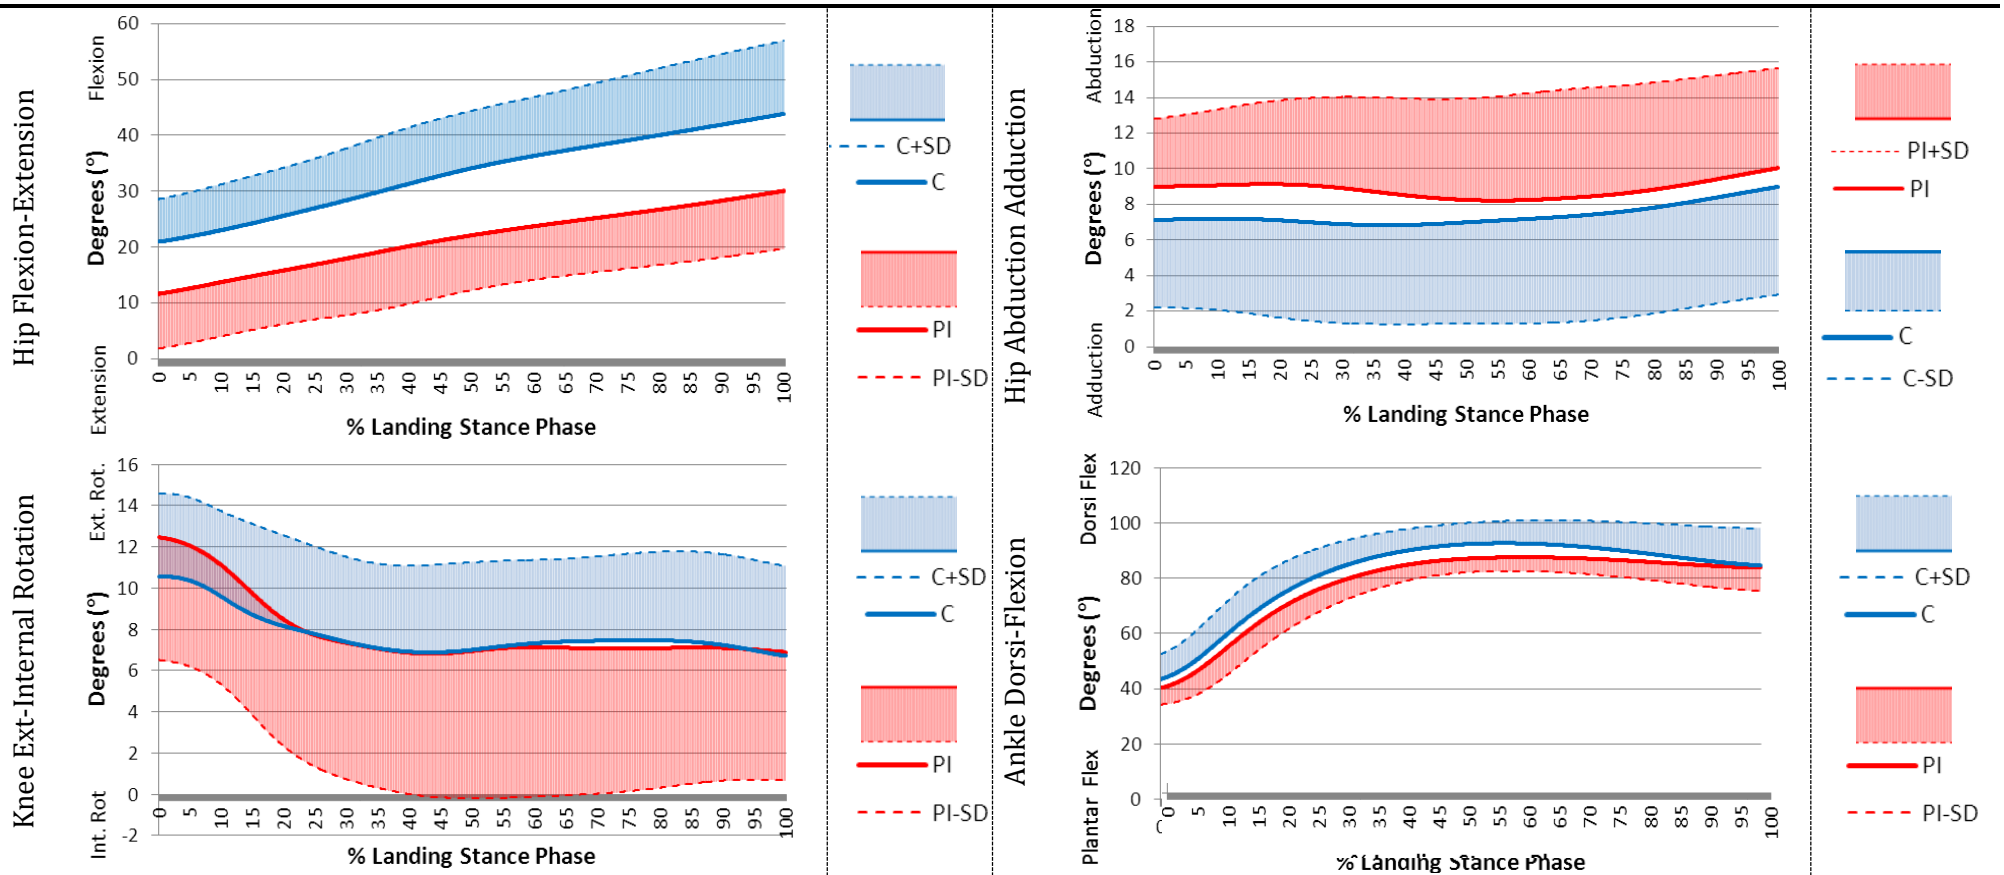 Hip Flexion-Extension
Flexion
Extension
Degrees (°)
60
50
40
30
20
10
0
0 5 10 15 20 25 30 35 40 45 50 55 60 65 70 75 80 85 90 95 100
% Landing Stance Phase
C+SD
C
PI
PI-SD
Hip Abduction Adduction
Abduction
Adduction
Degrees (°)
18
16
14
12
10
8
6
4
2
0
0 5 10 15 20 25 30 35 40 45 50 55 60 65 70 75 80 85 90 95 100
% Landing Stance Phase
PI+SD
PI
C
C-SD
Knee Ext-Internal Rotation
Ext. Rot.
Int. Rot
Degrees (°)
16
14
12
10
8
6
4
2
0
-2
0 5 10 15 20 25 30 35 40 45 50 55 60 65 70 75 80 85 90 95 100
% Landing Stance Phase
C+SD
C
PI
PI-SD
Ankle Dorsi-Flexion
Dorsi Flex
Plantar Flex
Degrees (°)
120
100
80
60
40
20
0
0 5 10 15 20 25 30 35 40 45 50 55 60 65 70 75 80 85 90 95 100
% Landing Stance Phase
C+SD
C
PI
PI-SD